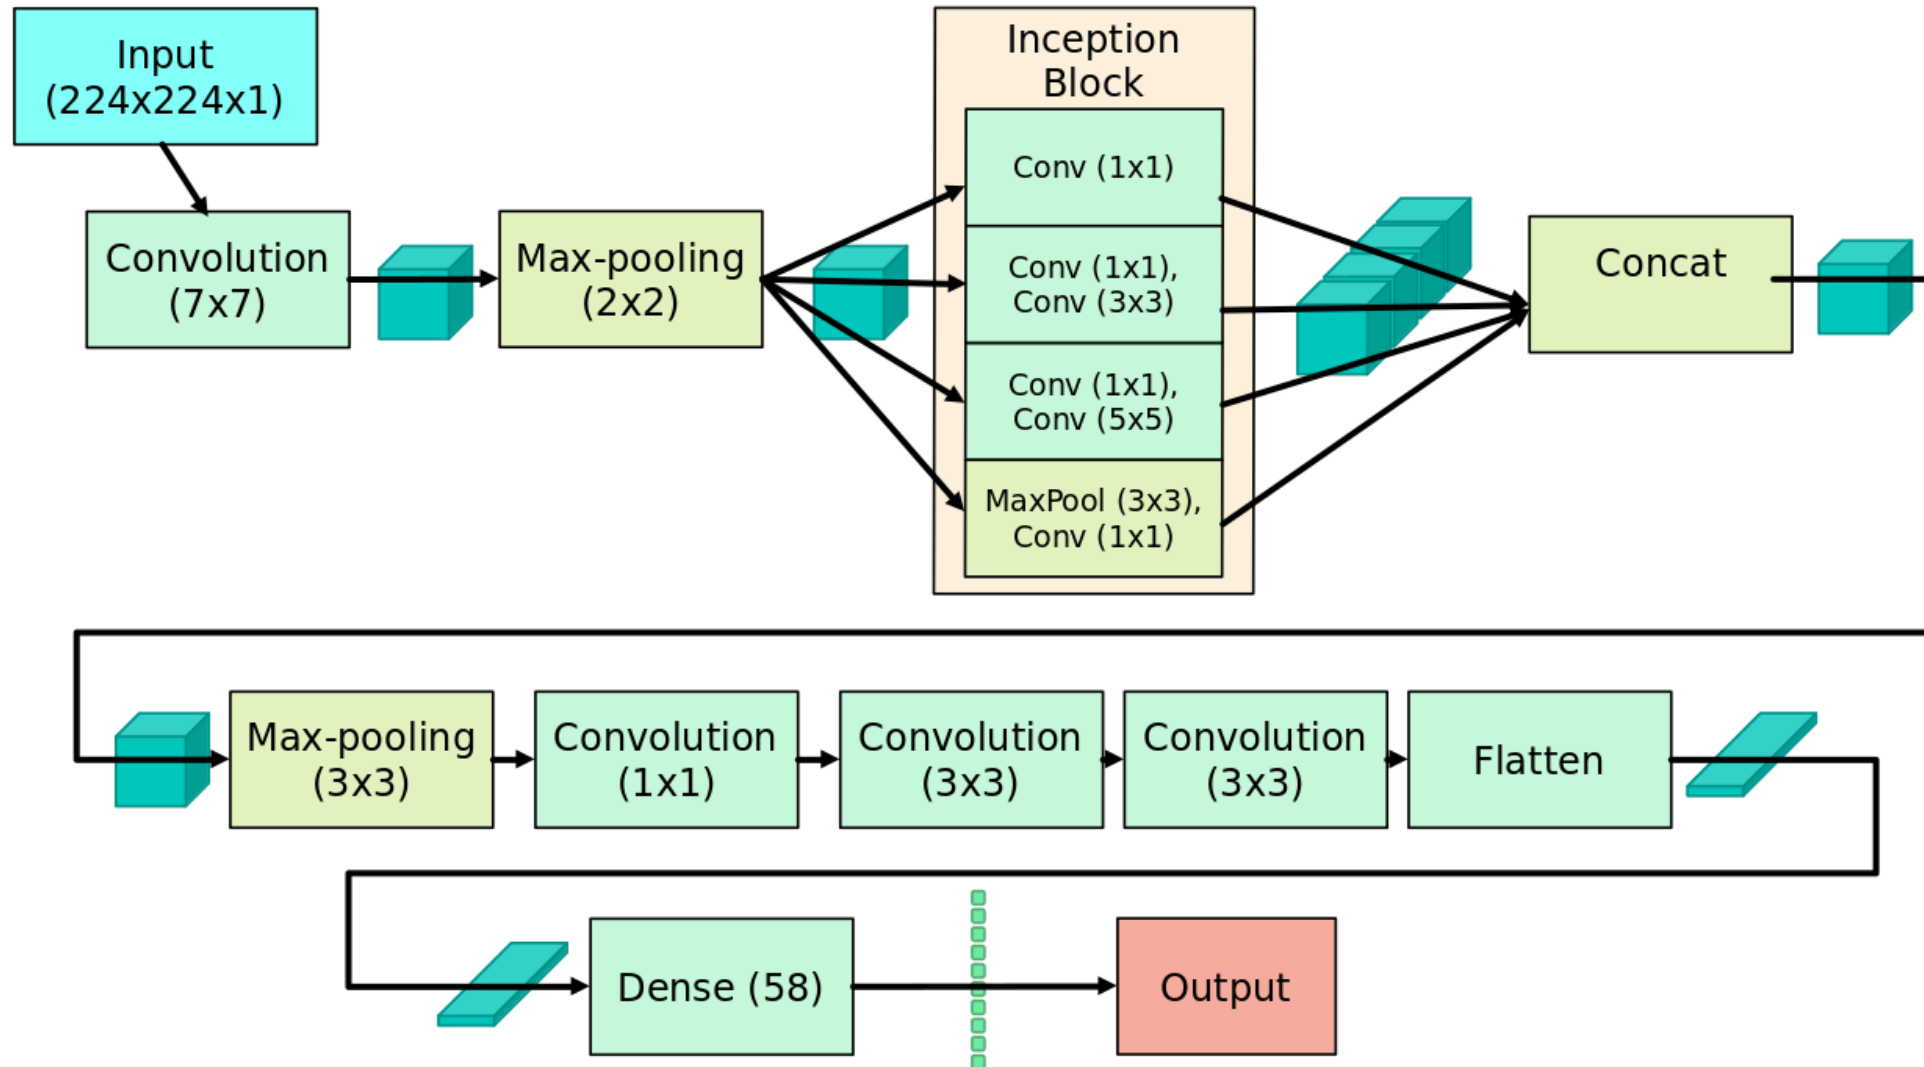 Input
(224x224x1)
Convolution
(7x7)
Max-pooling
(2x2)
Inception
Block
Conv (1x1)
Conv (1x1),
Conv (3x3)
Conv (1x1),
Conv (5x5)
MaxPool (3x3),
Conv (1x1)
Concat
Max-pooling
(3x3)
Convolution
(1x1)
Convolution
(3x3)
Convolution
(3x3)
Flatten
Dense (58)
Output